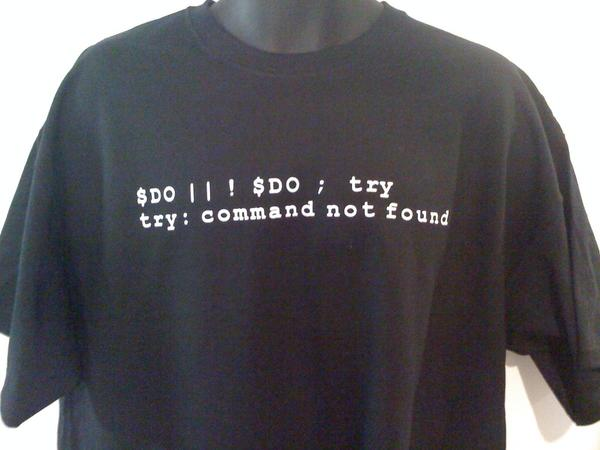 $DO || ! $DO ; try
try: command not found